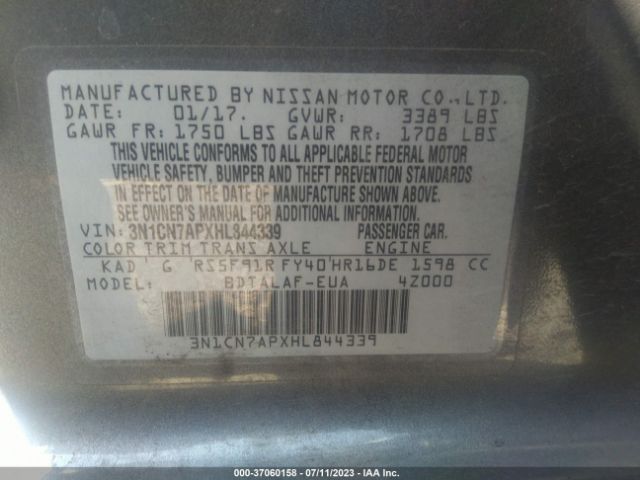 MANUFACTURED BY NISSAN MOTOR CO.,LTD.
DATE: 01/17. GVWR: 3389 LBS
GAWR FR: 1750 LBS GAWR RR: 1708 LBS
THIS VEHICLE CONFORMS TO ALL APPLICABLE FEDERAL MOTOR
VEHICLE SAFETY, BUMPER AND THEFT PREVENTION STANDARDS
IN EFFECT ON THE DATE OF MANUFACTURE SHOWN ABOVE.
SEE OWNER'S MANUAL FOR ADDITIONAL INFORMATION.
VIN: 3N1CN7APXHL844339 PASSENGER CAR.
COLOR TRIM TRANS AXLE ENGINE
KAD G RS5F91R FY40 HR16DE 1598 CC
MODEL: BDTALAF-EUA 4Z000
3N1CN7APXHL844339
000-37060158 - 07/11/2023 - IAA Inc.